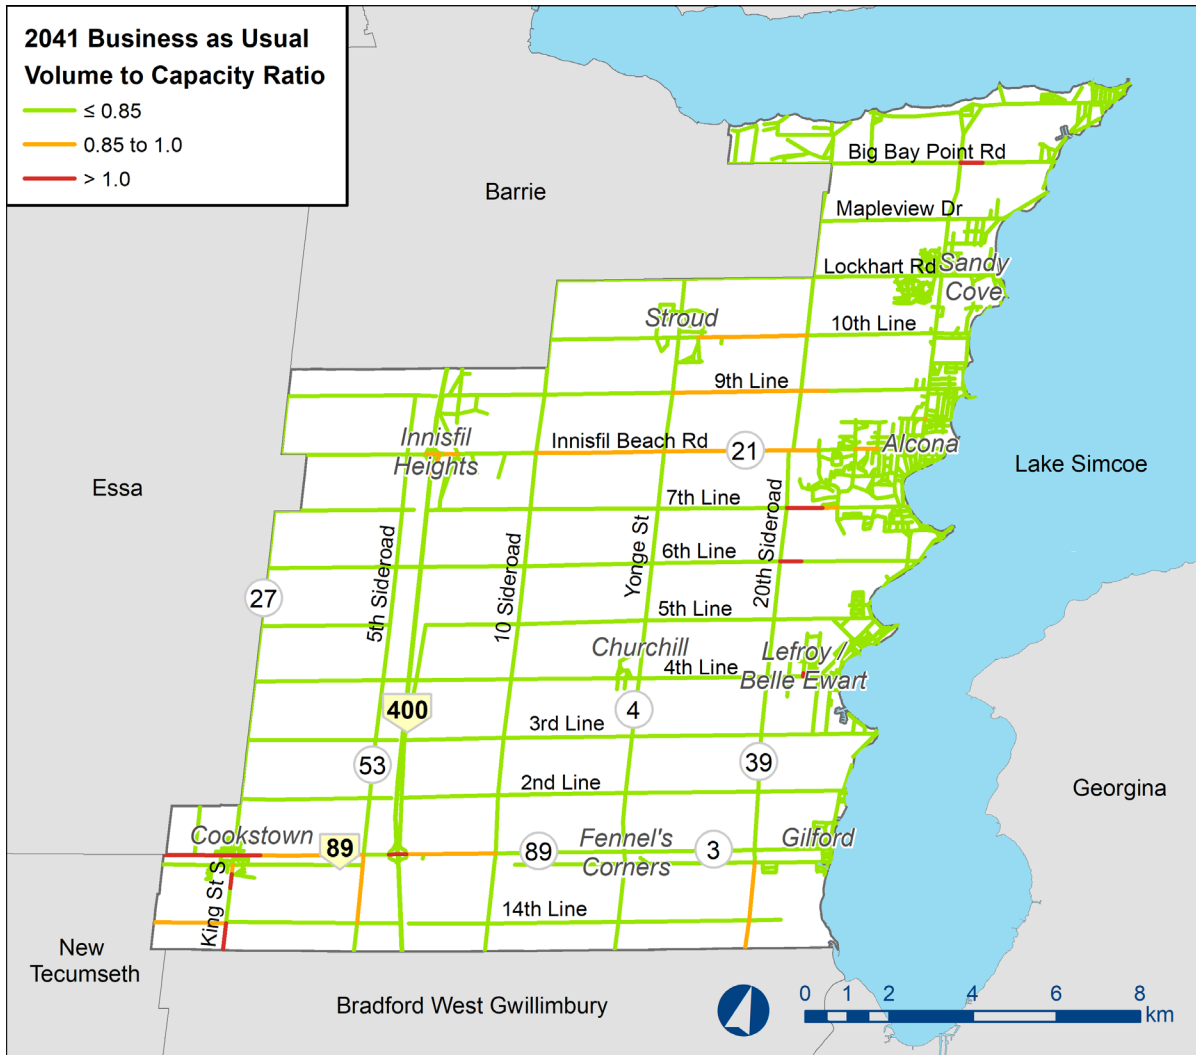 2041 Business as Usual
Volume to Capacity Ratio
≤ 0.85
0.85 to 1.0
> 1.0
Big Bay Point Rd
Barrie
Mapleview Dr
Lockhart Rd
Sandy
Cove
Stroud
10th Line
9th Line
Innisfil
Heights
Innisfil Beach Rd
21
Alcona
Lake Simcoe
Essa
7th Line
5th Sideroad
10 Sideroad
Yonge St
20th Sideroad
6th Line
27
5th Line
Churchill
4th Line
Lefroy /
Belle Ewart
400
4
3rd Line
53
39
2nd Line
Georgina
Cookstown
89
89
Fennel's
Corners
3
Gilford
King St S
14th Line
New
Tecumseth
Bradford West Gwillimbury
0 1 2 4 6 8
km